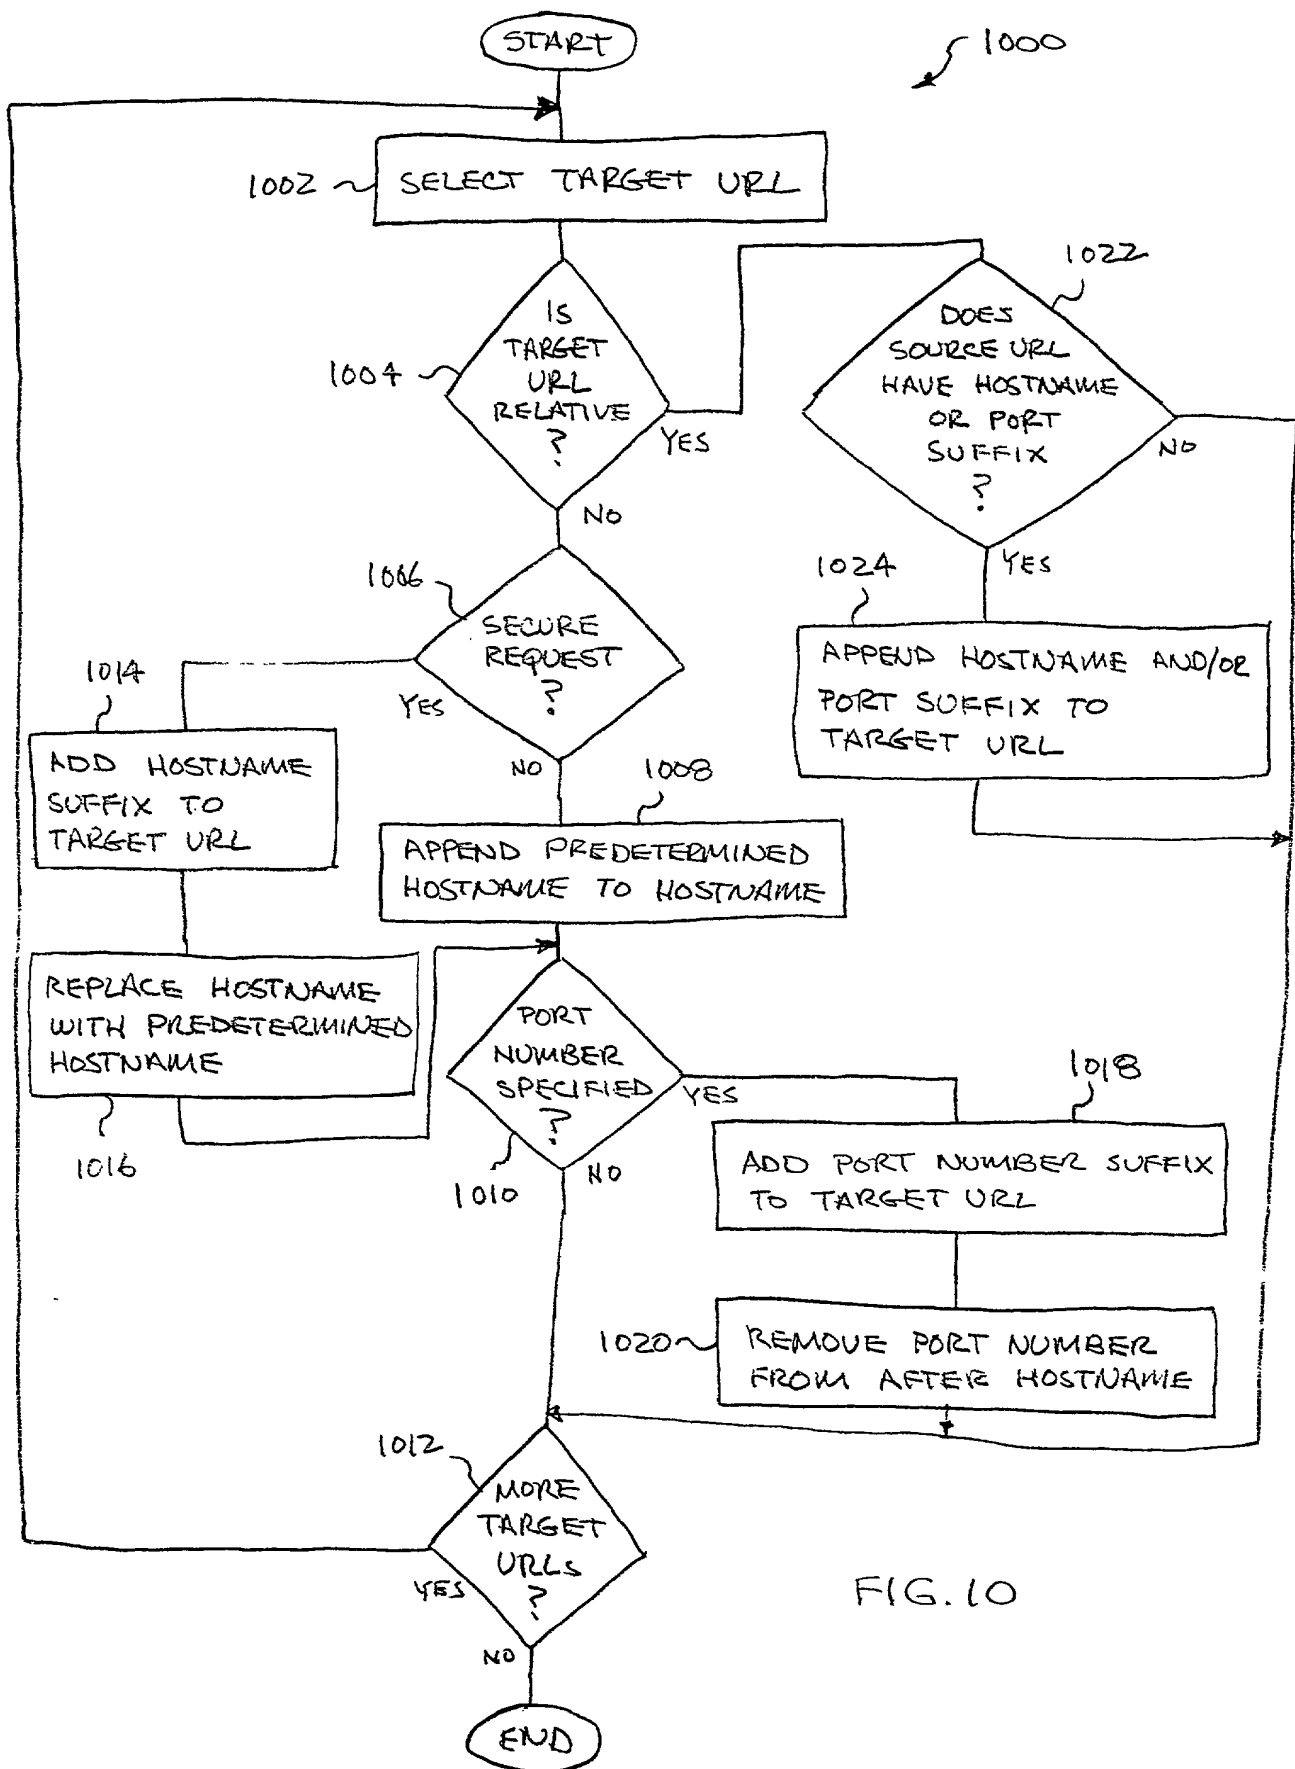 START
1000
1002
SELECT TARGET URL
1022
IS
TARGET
URL
RELATIVE
?
1004
YES
NO
DOES
SOURCE URL
HAVE HOSTNAME
OR PORT
SUFFIX
?
NO
YES
1006
SECURE
REQUEST
?
YES
NO
1024
APPEND HOSTNAME AND/OR
PORT SUFFIX TO
TARGET URL
1014
ADD HOSTNAME
SUFFIX TO
TARGET URL
1008
APPEND PREDETERMINED
HOSTNAME TO HOSTNAME
REPLACE HOSTNAME
WITH PREDETERMINED
HOSTNAME
1016
PORT
NUMBER
SPECIFIED
?
YES
1010
NO
1018
ADD PORT NUMBER SUFFIX
TO TARGET URL
1020
REMOVE PORT NUMBER
FROM AFTER HOSTNAME
1012
MORE
TARGET
URLS
?
YES
NO
FIG. 10
END